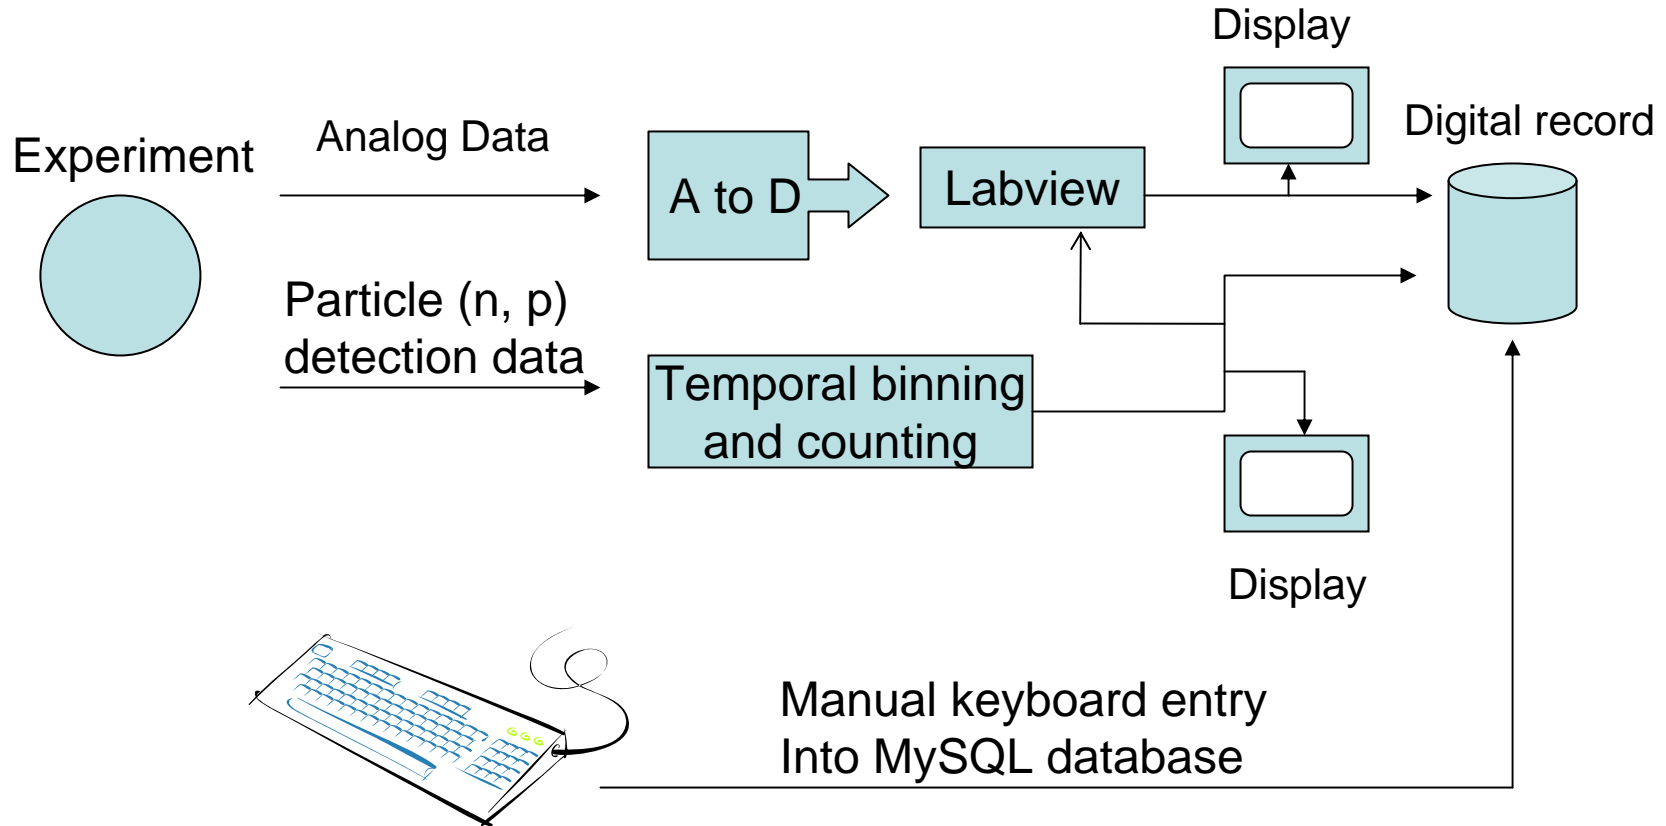 Display
Digital record
Experiment
Analog Data
A to D
Labview
Particle (n, p)
detection data
Temporal binning
and counting
Display
Manual keyboard entry
Into MySQL database